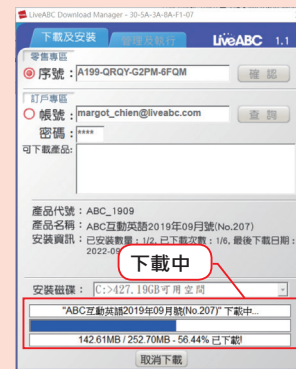 LiveABC Download Manager - 30-5A-3A-8A-F1-07
下載及安裝
管理及執行
LiveABC 1.1
零售專區
序號：A199-QRQY-G2PM-6FQM
確 認
訂戶專區
帳號：margot_chien@liveabc.com
查 詢
密碼：****
可下載產品:
產品代號：ABC_1909
產品名稱：ABC互動英語2019年09月號(No.207)
安裝資訊：已安裝數量：1/2, 已下載次數：1/6, 最後下載日期：
2022-09
下載中
安裝磁碟：C:>427.19GB可用空間
"ABC互動英語2019年09月號(No.207)" 下載中...
142.61MB / 252.70MB - 56.44% 已下載!
取消下載